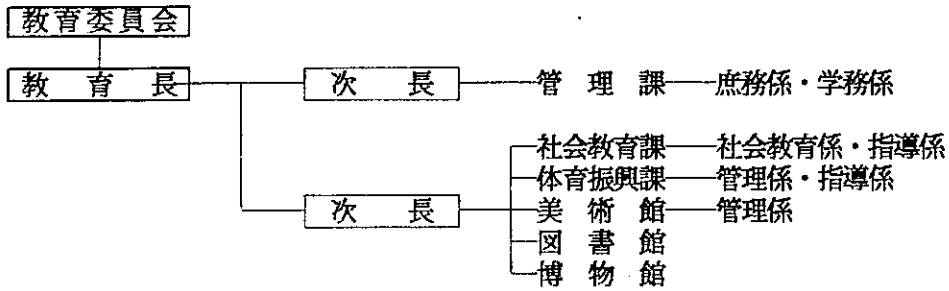 教育委員会
教育長 次長 管理課 庶務係・学務係
社会教育課 社会教育係・指導係
体育振興課 管理係・指導係
次長 美術館 管理係
図書館
博物館